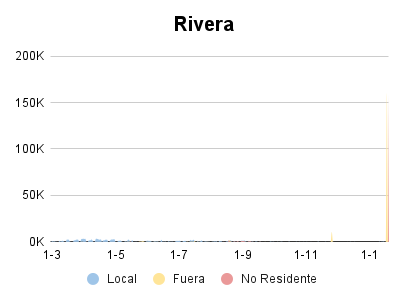 Rivera
200K
150K
100K
50K
0K
1-3 1-5 1-7 1-9 1-11 1-1
Local Fuera No Residente